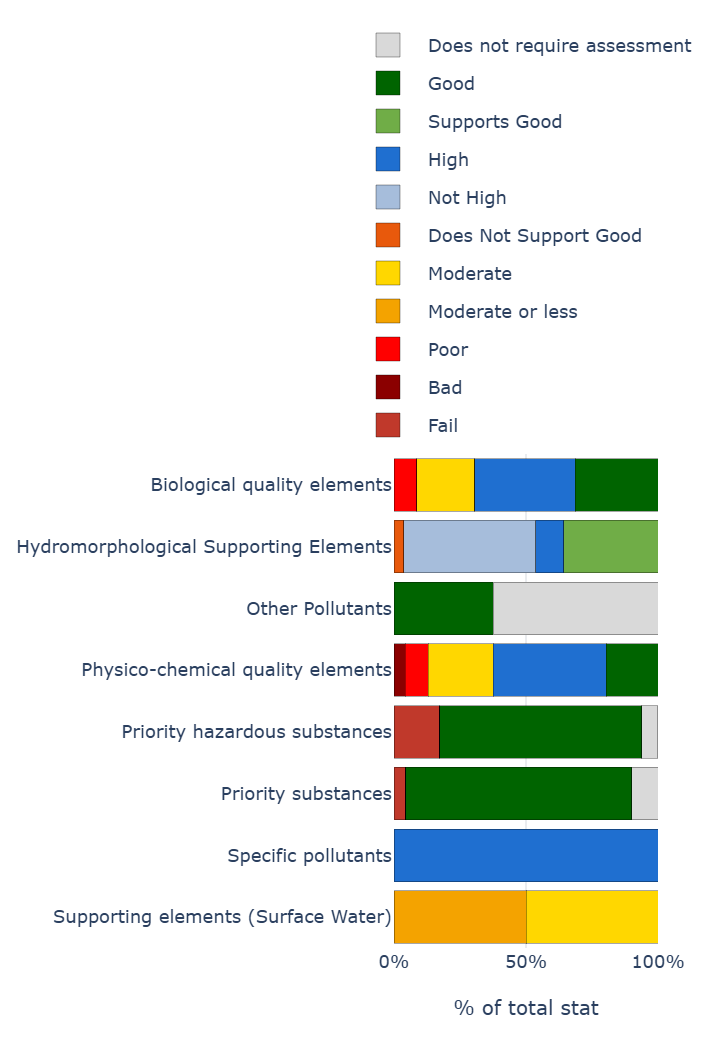 Does not require assessment
Good
Supports Good
High
Not High
Does Not Support Good
Moderate
Moderate or less
Poor
Bad
Fail
Biological quality elements
Hydromorphological Supporting Elements
Other Pollutants
Physico-chemical quality elements
Priority hazardous substances
Priority substances
Specific pollutants
Supporting elements (Surface Water)
0% 50% 100%
% of total stat